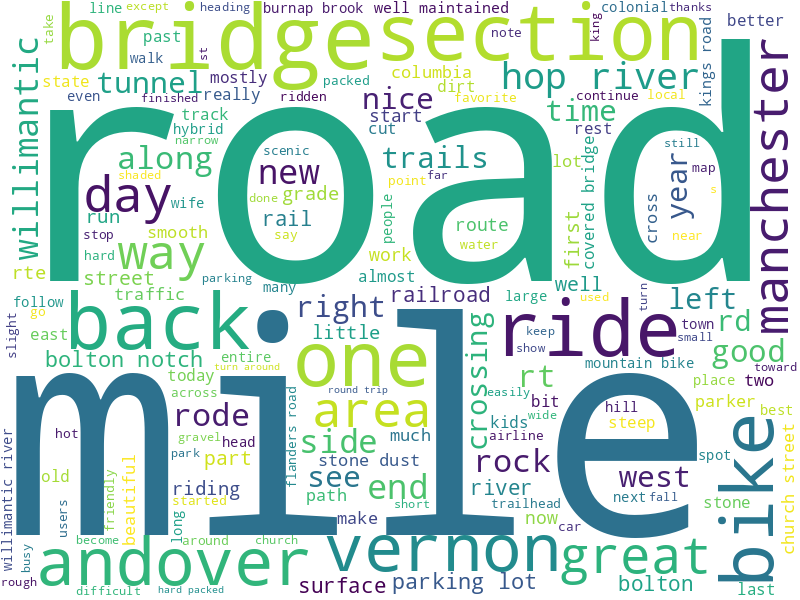 take
line
except
heading
burnap brook
well maintained
colonial
thanks
bridge
section
st
king
note
better
past
walk
willimantic
state
tunnel
columbia
hop river
kings road
manchester
mostly
packed
even
really
finished
ridden
nice
dirt
favorite
continue
local
road
track
hybrid
narrow
start
cut
time
rest
along
scenic
trails
still
shaded
new
point
far
lot
map
day
wife
done
grade
people
covered bridge
year
s
run
rail
route
first
cross
stop
smooth
say
water
near
way
work
hard
rte
street
parking
almost
well
traffic
many
railroad
large
used
turn
left
follow
back
right
go
little
ride
keep
town
rd
slight
east
entire
crossing
show
small
good
bolton notch
one
mountain bike
toward
today
turn around
rt
place
two
across
round trip
easily
mile
area
bit
parker
best
rode
kids
wide
hill
hot
gravel
flanders road
side
much
airline
steep
head
rock
spot
church street
willimantic river
park
part
stone dust
see
west
bike
old
friendly
beautiful
riding
path
end
river
next
fall
users
started
short
trailhead
stone
long
make
now
car
busy
become
around
church
andover
vernon
great
last
rough
difficult
hard packed
surface
parking lot
bolton